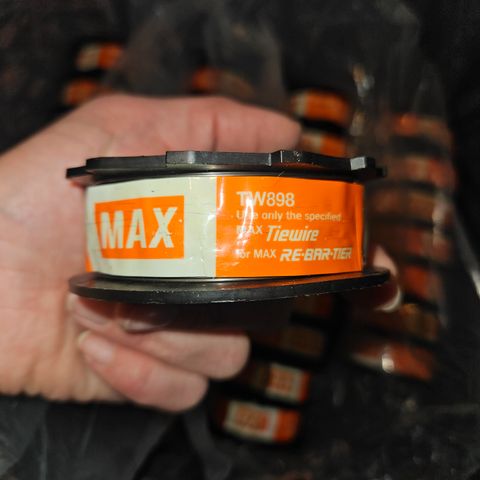 MAX
TW898
Use only the specified
MAX Tiewire
for MAX RE-BAR-TIER